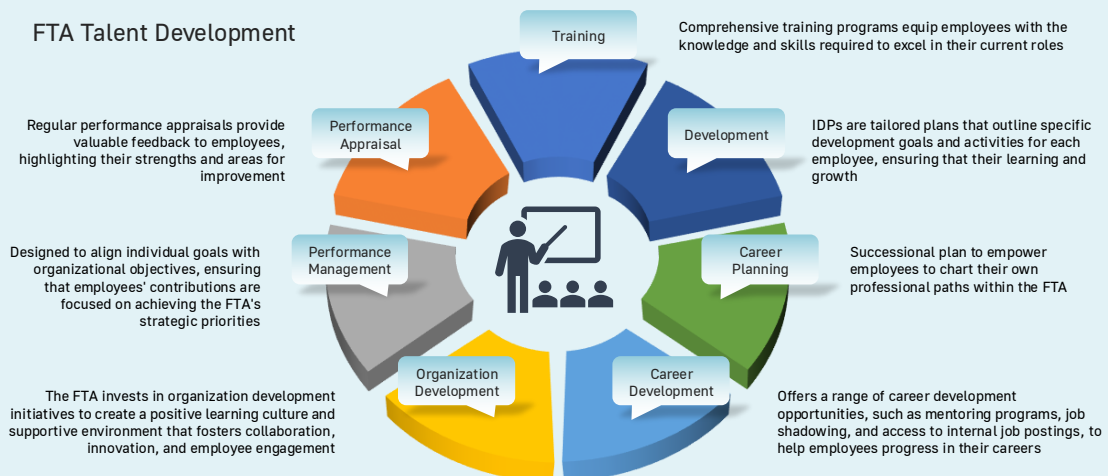 FTA Talent Development
Training
Comprehensive training programs equip employees with the
knowledge and skills required to excel in their current roles
Development
IDPs are tailored plans that outline specific
development goals and activities for each
employee, ensuring that their learning and
growth
Career
Planning
Successional plan to empower
employees to chart their own
professional paths within the FTA
Career
Development
Offers a range of career development
opportunities, such as mentoring programs, job
shadowing, and access to internal job postings, to
help employees progress in their careers
Organization
Development
The FTA invests in organization development
initiatives to create a positive learning culture and
supportive environment that fosters collaboration,
innovation, and employee engagement
Performance
Management
Designed to align individual goals with
organizational objectives, ensuring
that employees' contributions are
focused on achieving the FTA's
strategic priorities
Performance
Appraisal
Regular performance appraisals provide
valuable feedback to employees,
highlighting their strengths and areas for
improvement